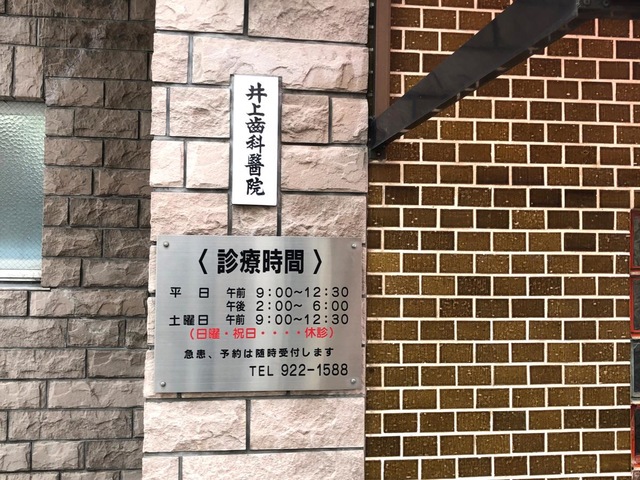 井上歯科醫院
〈 診療時間 〉
平　日　午前 9:00〜12:30
午後 2:00〜 6:00
土曜日　午前 9:00〜12:30
(日曜・祝日・・・・休診)
急患、予約は随時受付します
TEL 922-1588